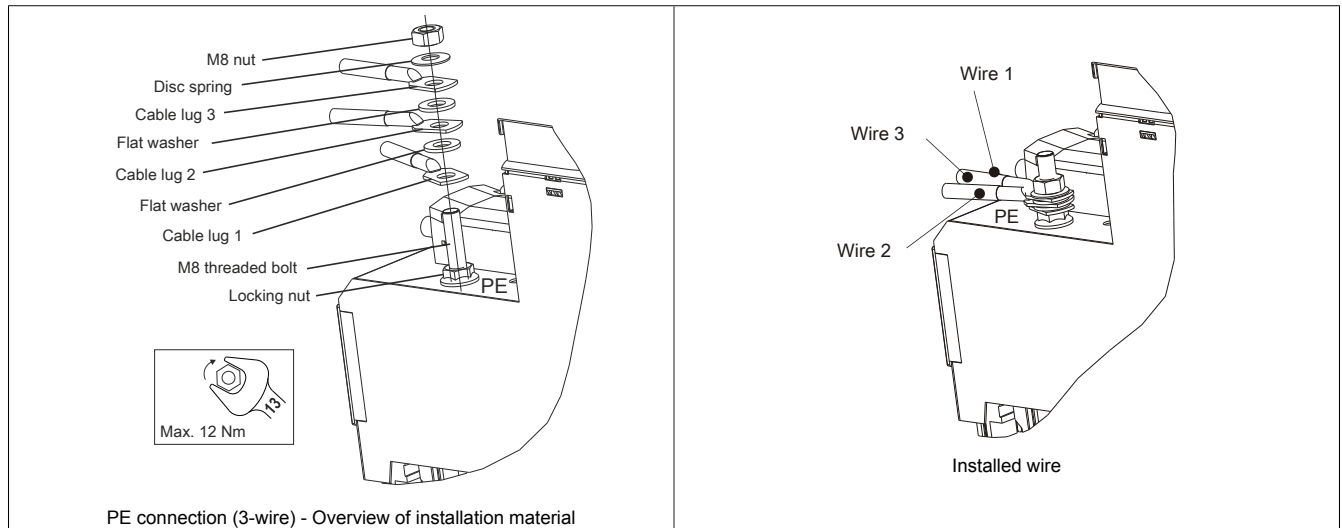 M8 nut
Disc spring
Cable lug 3
Flat washer
Cable lug 2
Flat washer
Cable lug 1
M8 threaded bolt
Locking nut
PE
13
Max. 12 Nm
PE connection (3-wire) - Overview of installation material
Wire 1
Wire 3
PE
Wire 2
Installed wire